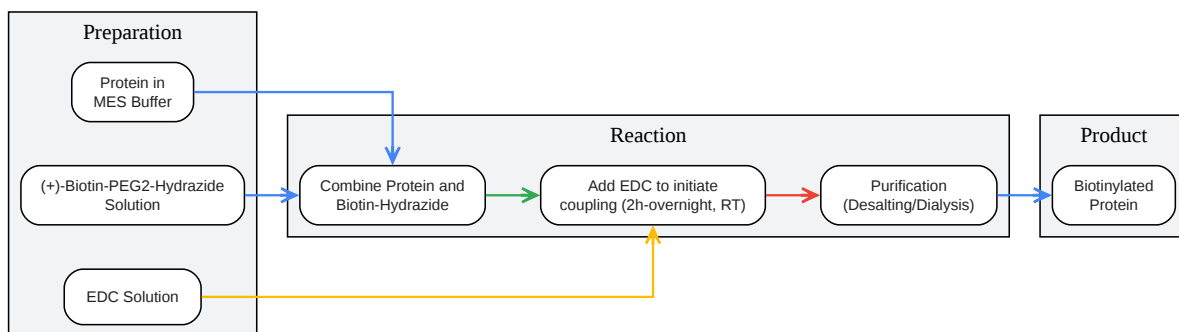 Preparation
Protein in
MES Buffer
(+)-Biotin-PEG2-Hydrazide
Solution
EDC Solution
Reaction
Combine Protein and
Biotin-Hydrazide
Add EDC to initiate
coupling (2h-overnight, RT)
Purification
(Desalting/Dialysis)
Product
Biotinylated
Protein